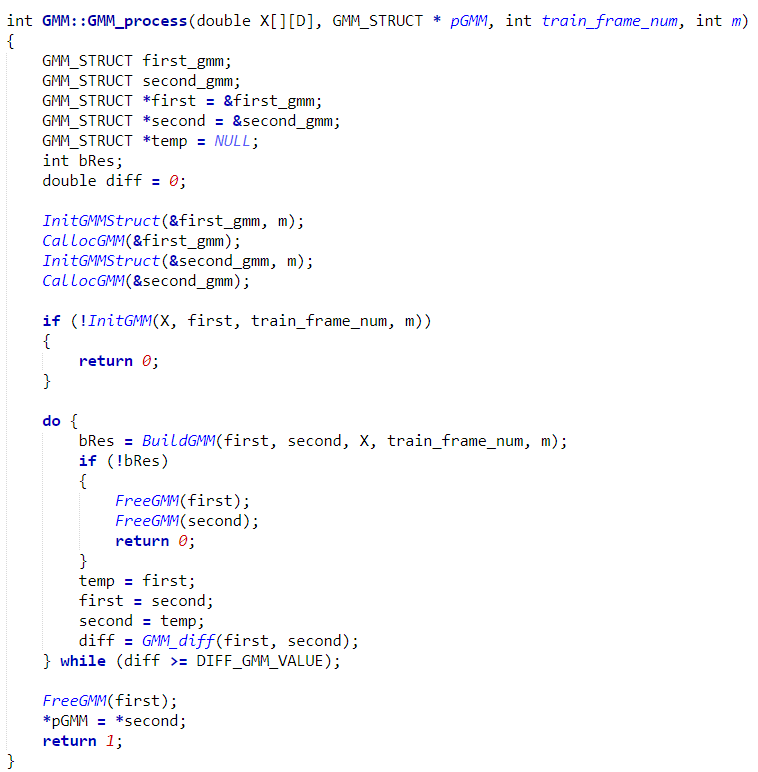 int GMM::GMM_process(double X[][D], GMM_STRUCT * pGMM, int train_frame_num, int m)
{
    GMM_STRUCT first_gmm;
    GMM_STRUCT second_gmm;
    GMM_STRUCT *first = &first_gmm;
    GMM_STRUCT *second = &second_gmm;
    GMM_STRUCT *temp = NULL;
    int bRes;
    double diff = 0;

    InitGMMStruct(&first_gmm, m);
    CallocGMM(&first_gmm);
    InitGMMStruct(&second_gmm, m);
    CallocGMM(&second_gmm);

    if (!InitGMM(X, first, train_frame_num, m))
    {
        return 0;
    }

    do {
        bRes = BuildGMM(first, second, X, train_frame_num, m);
        if (!bRes)
        {
            FreeGMM(first);
            FreeGMM(second);
            return 0;
        }
        temp = first;
        first = second;
        second = temp;
        diff = GMM_diff(first, second);
    } while (diff >= DIFF_GMM_VALUE);

    FreeGMM(first);
    *pGMM = *second;
    return 1;
}